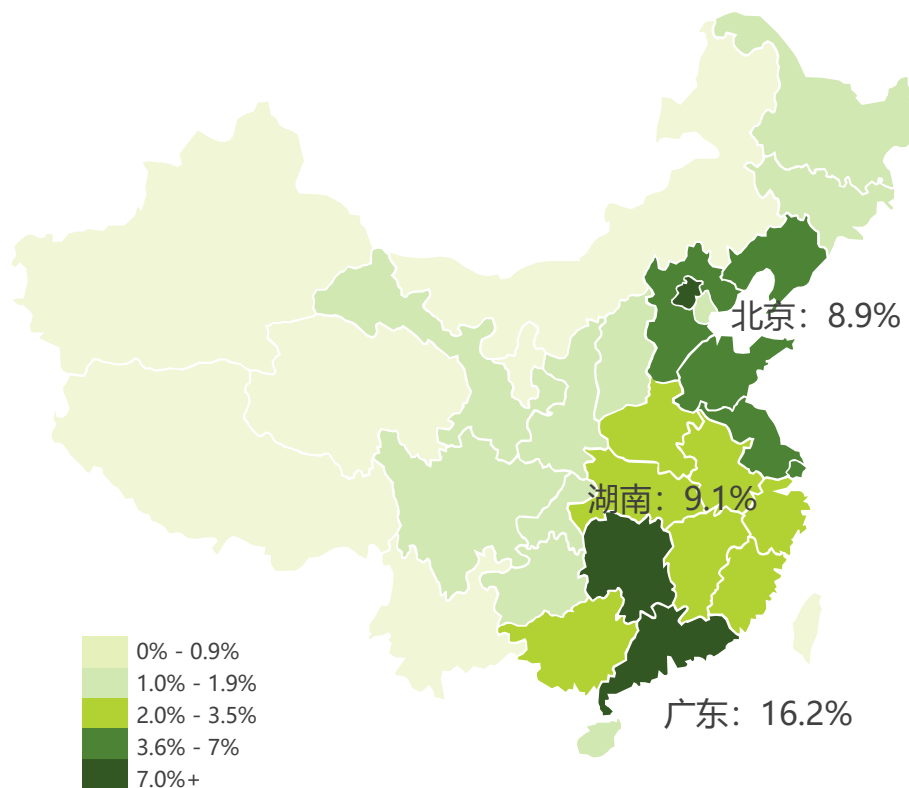 北京：8.9%
湖南：9.1%
0% - 0.9%
1.0% - 1.9%
2.0% - 3.5%
3.6% - 7%
7.0%+
广东：16.2%